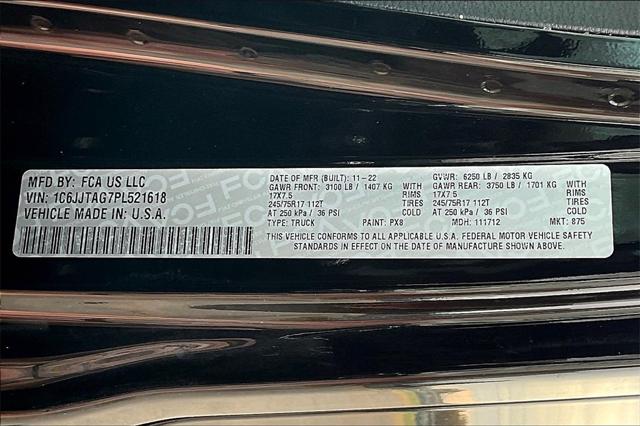 MFD BY: FCA US LLC
VIN: 1C6JJTAG7PL521618
VEHICLE MADE IN: U.S.A.
DATE OF MFR (BUILT): 11-22 GVWR: 6250 LB / 2835 KG
GAWR FRONT: 3100 LB / 1407 KG WITH GAWR REAR: 3750 LB / 1701 KG WITH
17X7.5 RIMS 17X7.5 RIMS
245/75R17 112T TIRES 245/75R17 112T TIRES
AT 250 kPa / 36 PSI COLD AT 250 kPa / 36 PSI COLD
TYPE: TRUCK PAINT: PX8 MDH: 111712 MKT: 875
THIS VEHICLE CONFORMS TO ALL APPLICABLE U.S.A. FEDERAL MOTOR VEHICLE SAFETY
STANDARDS IN EFFECT ON THE DATE OF MANUFACTURE SHOWN ABOVE.